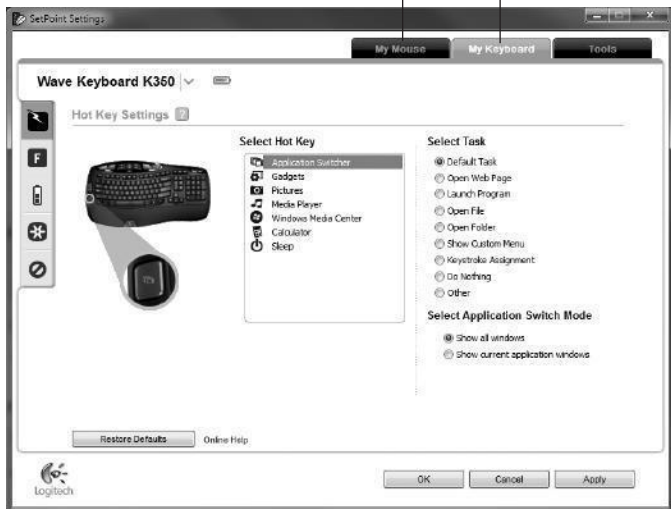 SetPoint Settings
My Mouse
My Keyboard
Tools
Wave Keyboard K350
Hot Key Settings ?
Select Hot Key
Application Switcher
Gadgets
Pictures
Media Player
Windows Media Center
Calculator
Sleep
Select Task
Default Task
Open Web Page
Launch Program
Open File
Open Folder
Show Custom Menu
Keystroke Assignment
Do Nothing
Other
Select Application Switch Mode
Show all windows
Show current application windows
Restore Defaults
Online Help
Logitech
OK
Cancel
Apply
F